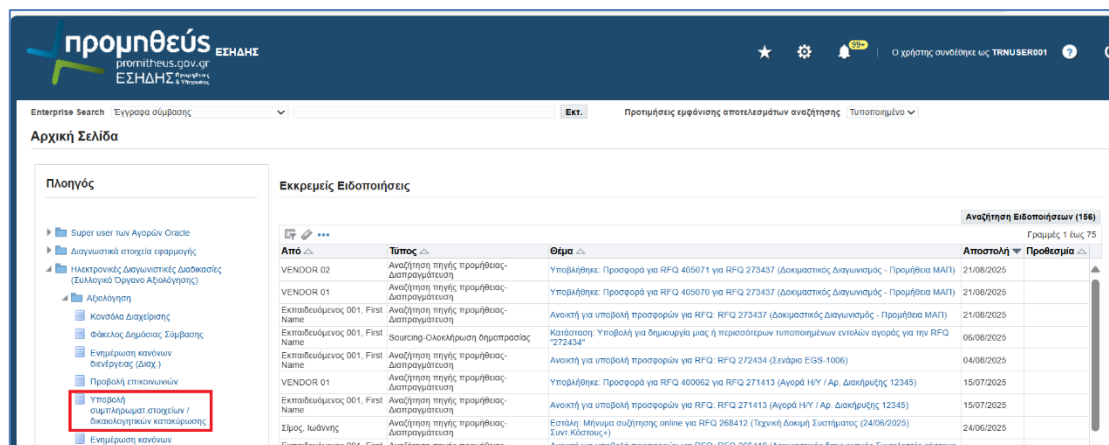 προμηθεύς ΕΣΗΔΗΣ
promitheus.gov.gr
ΕΣΗΔΗΣ Προμήθειες & Υπηρεσίες
99+
Ο χρήστης συνδέθηκε ως TRNUSER001 ?
Enterprise Search Έγγραφα σύμβασης Εκτ. Προτιμήσεις εμφάνισης αποτελεσμάτων αναζήτησης Τυποποιημένο
Αρχική Σελίδα
Πλοηγός
Super user των Αγορών Oracle
Διαγνωστικά στοιχεία εφαρμογής
Ηλεκτρονικές Διαγωνιστικές Διαδικασίες
(Συλλογικό Όργανο Αξιολόγησης)
Αξιολόγηση
Κονσόλα Διαχείρισης
Φάκελος Δημόσιας Σύμβασης
Ενημέρωση κανόνων
διενέργειας (Διαχ.)
Προβολή επικοινωνιών
Υποβολή
συμπληρωματ.στοιχείων /
δικαιολογητικών κατακύρωσης
Ενημέρωση κανόνων
Εκκρεμείς Ειδοποιήσεις
Αναζήτηση Ειδοποιήσεων (156)
Γραμμές 1 έως 75
Από Τύπος Θέμα Αποστολή Προθεσμία
VENDOR 02 Αναζήτηση πηγής προμήθειας-Διαπραγμάτευση Υποβλήθηκε: Προσφορά για RFQ 405071 για RFQ 273437 (Δοκιμαστικός Διαγωνισμός - Προμήθεια ΜΑΠ) 21/08/2025
VENDOR 01 Αναζήτηση πηγής προμήθειας-Διαπραγμάτευση Υποβλήθηκε: Προσφορά για RFQ 405070 για RFQ 273437 (Δοκιμαστικός Διαγωνισμός - Προμήθεια ΜΑΠ) 21/08/2025
Εκπαιδευόμενος 001, First Name Αναζήτηση πηγής προμήθειας-Διαπραγμάτευση Ανοικτή για υποβολή προσφορών για RFQ: RFQ 273437 (Δοκιμαστικός Διαγωνισμός - Προμήθεια ΜΑΠ) 21/08/2025
Εκπαιδευόμενος 001, First Name Sourcing-Ολοκλήρωση δημοπρασίας Κατάσταση: Υποβολή για δημιουργία μιας ή περισσότερων τυποποιημένων εντολών αγοράς για την RFQ "272434" 06/08/2025
Εκπαιδευόμενος 001, First Name Αναζήτηση πηγής προμήθειας-Διαπραγμάτευση Ανοικτή για υποβολή προσφορών για RFQ: RFQ 272434 (Σενάριο EGS-1006) 04/08/2025
VENDOR 01 Αναζήτηση πηγής προμήθειας-Διαπραγμάτευση Υποβλήθηκε: Προσφορά για RFQ 400062 για RFQ 271413 (Αγορά Η/Υ / Αρ. Διακήρυξης 12345) 15/07/2025
Εκπαιδευόμενος 001, First Name Αναζήτηση πηγής προμήθειας-Διαπραγμάτευση Ανοικτή για υποβολή προσφορών για RFQ: RFQ 271413 (Αγορά Η/Υ / Αρ. Διακήρυξης 12345) 15/07/2025
Σίμος, Ιωάννης Αναζήτηση πηγής προμήθειας-Διαπραγμάτευση Εστάλη: Μήνυμα συζήτησης online για RFQ 268412 (Τεχνική Δοκιμή Συστήματος (24/06/2025) Συντ.Κόστους+) 24/06/2025